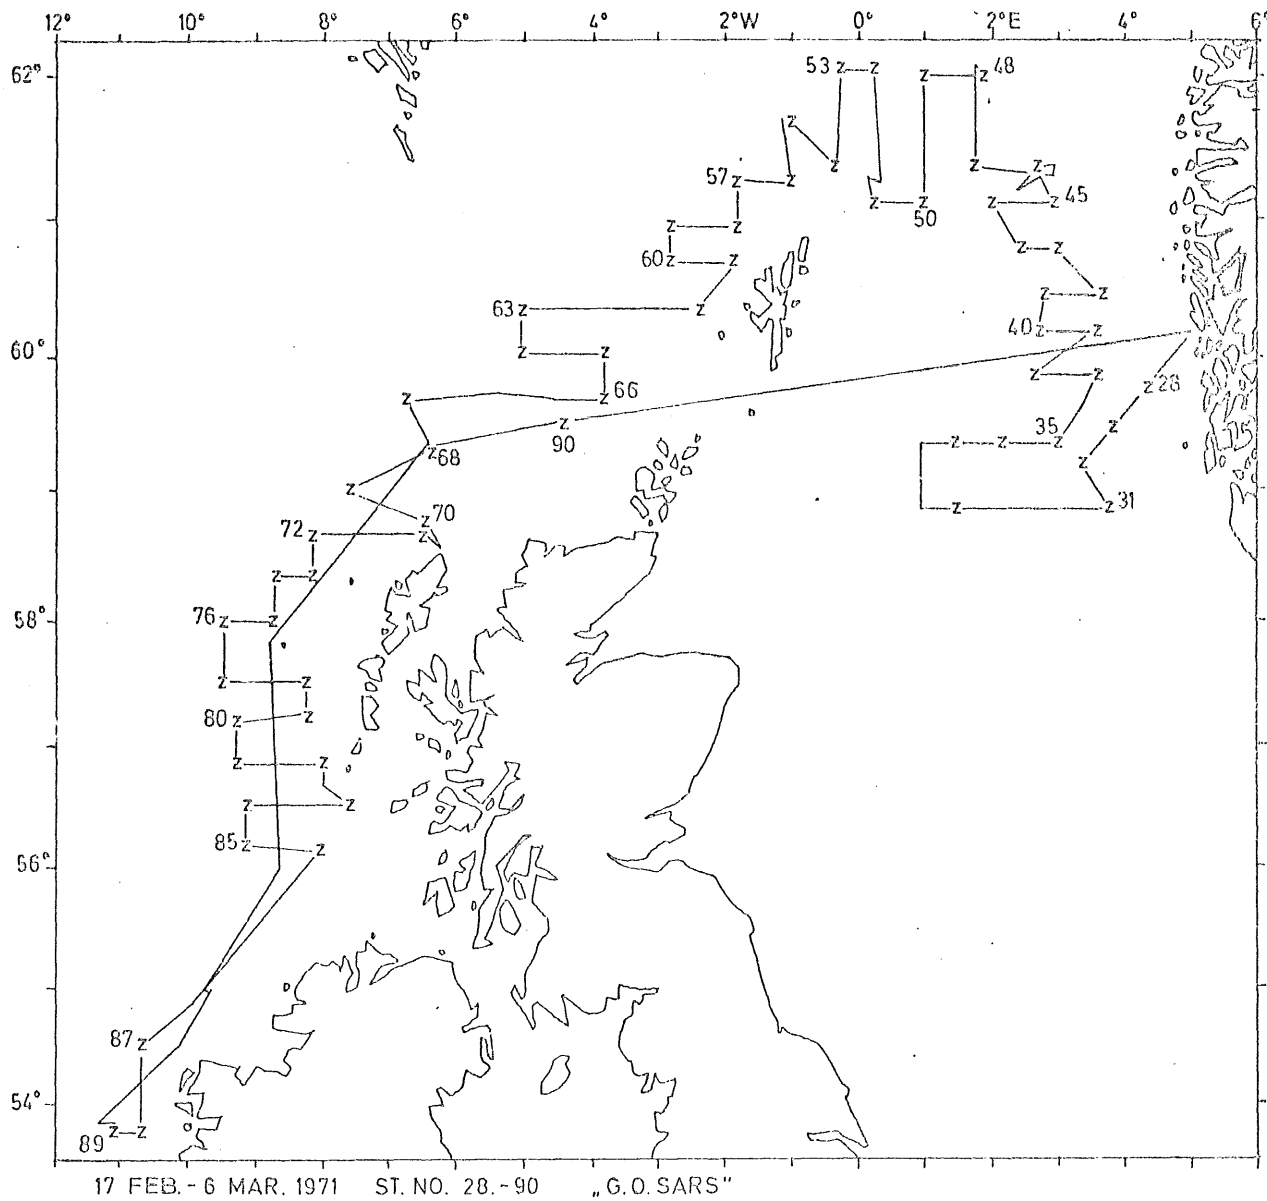 12° 10° 8° 6° 4° 2°W 0° 2°E 4° 6°
62°
53 Z Z Z Z 48
Z
Z Z Z
57 Z Z Z Z Z Z 45
50
Z Z Z Z
60 Z Z
Z Z
63 Z Z
40 Z Z
60°
Z Z Z Z Z 28
Z Z 66
Z Z
90 35 Z Z Z
Z 68 Z
Z
Z 70 Z Z 31
72 Z Z
Z Z
58°
76 Z Z
Z Z
80 Z Z
Z Z
Z Z
85 Z Z
56°
87 Z
54°
89 Z Z
17 FEB.- 6 MAR. 1971 ST. NO. 28.-90 „G.O. SARS"